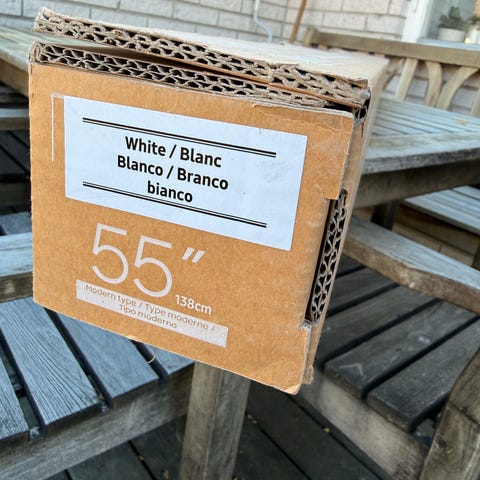 White / Blanc
Blanco / Branco
bianco
55”
138cm
Modern type / Type moderne /
Tipo moderno